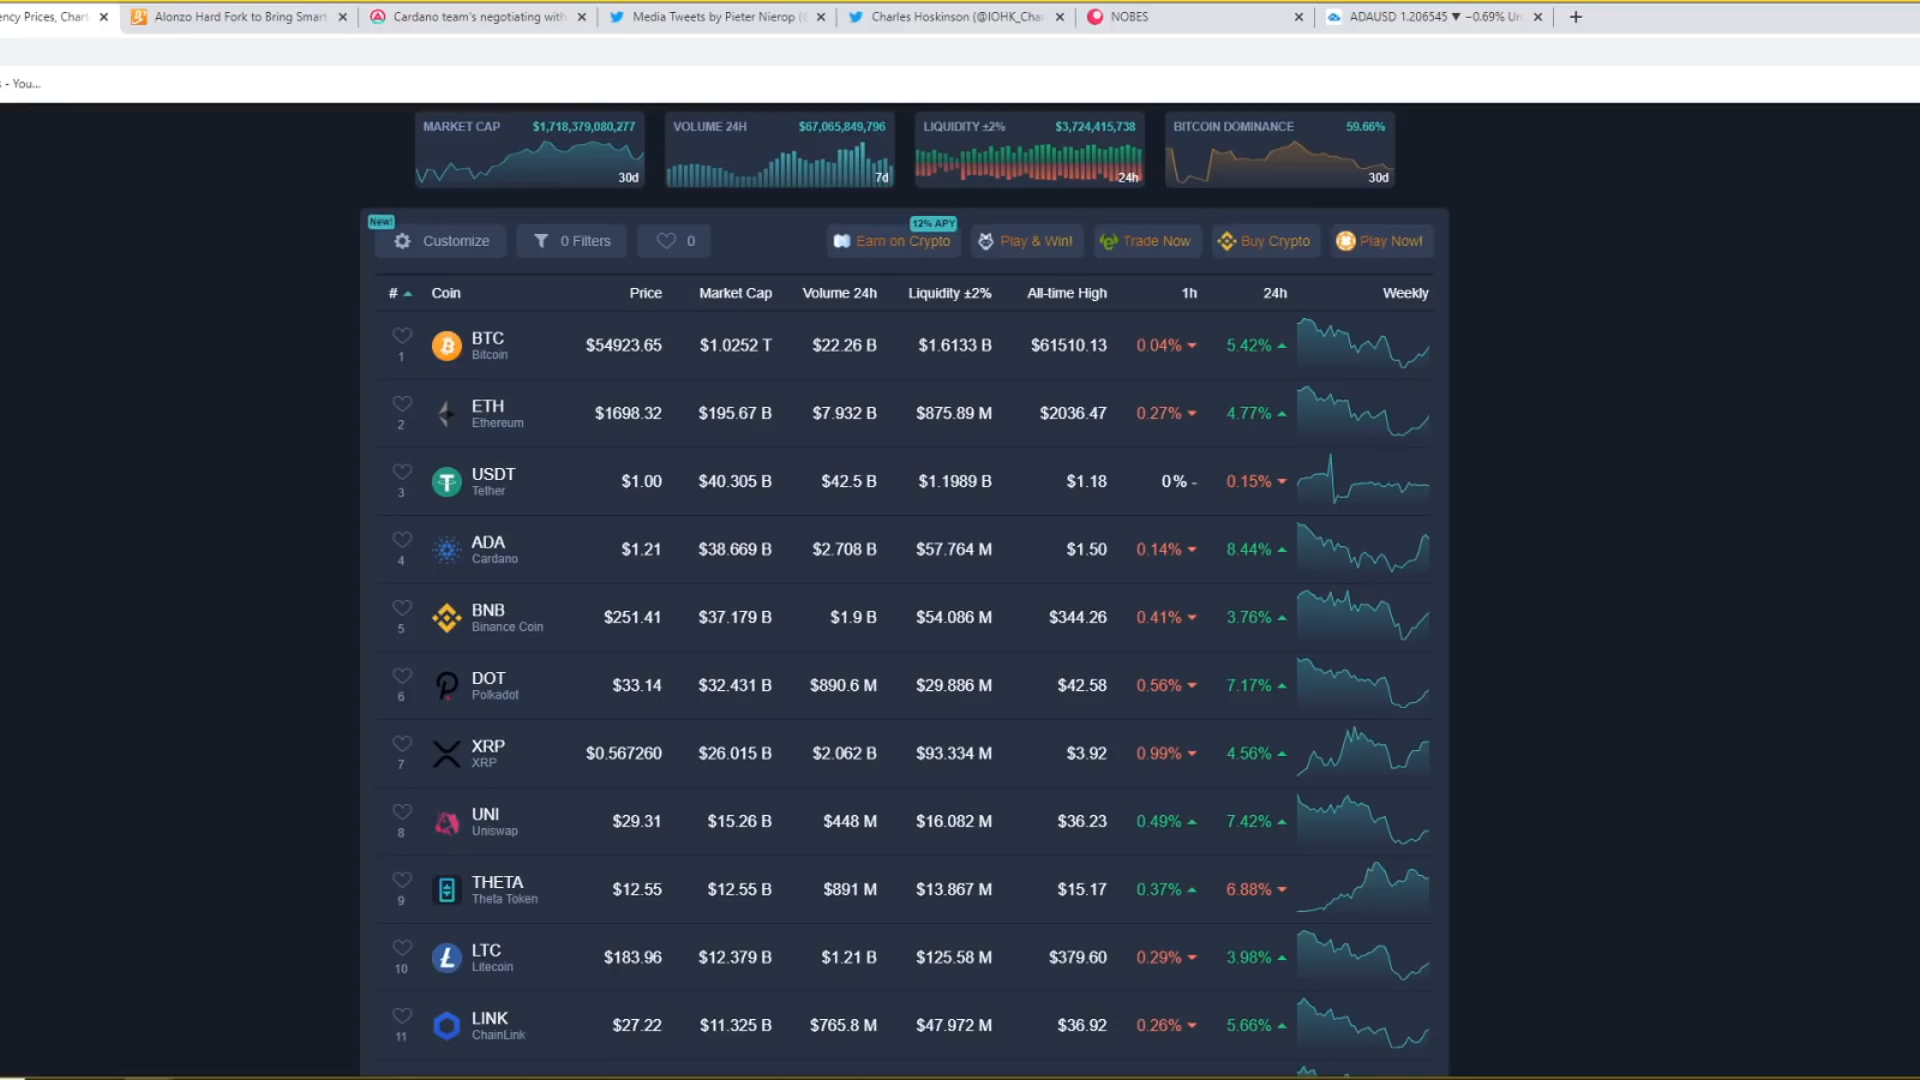 ency Prices, Chart
Alonzo Hard Fork to Bring Smart
Cardano team's negotiating with
Media Tweets by Pieter Nierop (
Charles Hoskinson (@IOHK_Cha
NOBES
ADAUSD 1.206545 ▼ −0.69% Un
s - You...
MARKET CAP $1,718,379,080,277
30d
VOLUME 24H $67,065,849,796
7d
LIQUIDITY ±2% $3,724,415,738
24h
BITCOIN DOMINANCE 59.66%
30d
New!
Customize
0 Filters
0
12% APY
Earn on Crypto
Play & Win!
Trade Now
Buy Crypto
Play Now!
# Coin Price Market Cap Volume 24h Liquidity ±2% All-time High 1h 24h Weekly
1 BTC Bitcoin $54923.65 $1.0252 T $22.26 B $1.6133 B $61510.13 0.04% 5.42%
2 ETH Ethereum $1698.32 $195.67 B $7.932 B $875.89 M $2036.47 0.27% 4.77%
3 USDT Tether $1.00 $40.305 B $42.5 B $1.1989 B $1.18 0% - 0.15%
4 ADA Cardano $1.21 $38.669 B $2.708 B $57.764 M $1.50 0.14% 8.44%
5 BNB Binance Coin $251.41 $37.179 B $1.9 B $54.086 M $344.26 0.41% 3.76%
6 DOT Polkadot $33.14 $32.431 B $890.6 M $29.886 M $42.58 0.56% 7.17%
7 XRP XRP $0.567260 $26.015 B $2.062 B $93.334 M $3.92 0.99% 4.56%
8 UNI Uniswap $29.31 $15.26 B $448 M $16.082 M $36.23 0.49% 7.42%
9 THETA Theta Token $12.55 $12.55 B $891 M $13.867 M $15.17 0.37% 6.88%
10 LTC Litecoin $183.96 $12.379 B $1.21 B $125.58 M $379.60 0.29% 3.98%
11 LINK ChainLink $27.22 $11.325 B $765.8 M $47.972 M $36.92 0.26% 5.66%